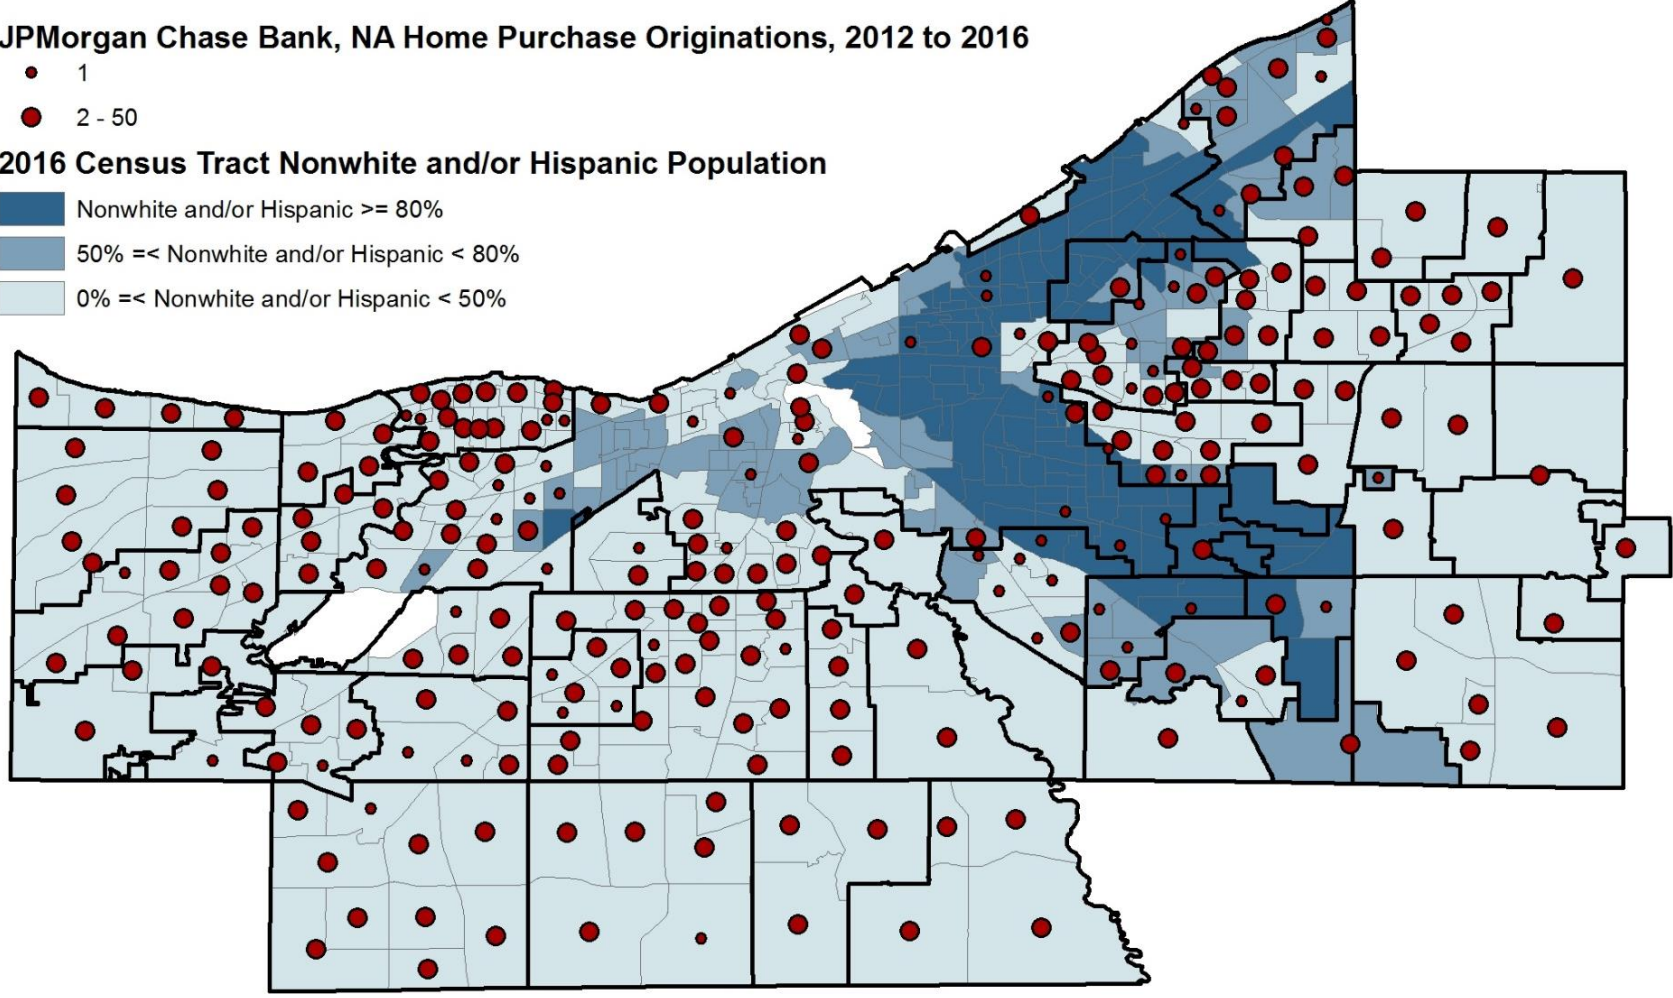 JPMorgan Chase Bank, NA Home Purchase Originations, 2012 to 2016
1
2 - 50
2016 Census Tract Nonwhite and/or Hispanic Population
Nonwhite and/or Hispanic >= 80%
50% =< Nonwhite and/or Hispanic < 80%
0% =< Nonwhite and/or Hispanic < 50%